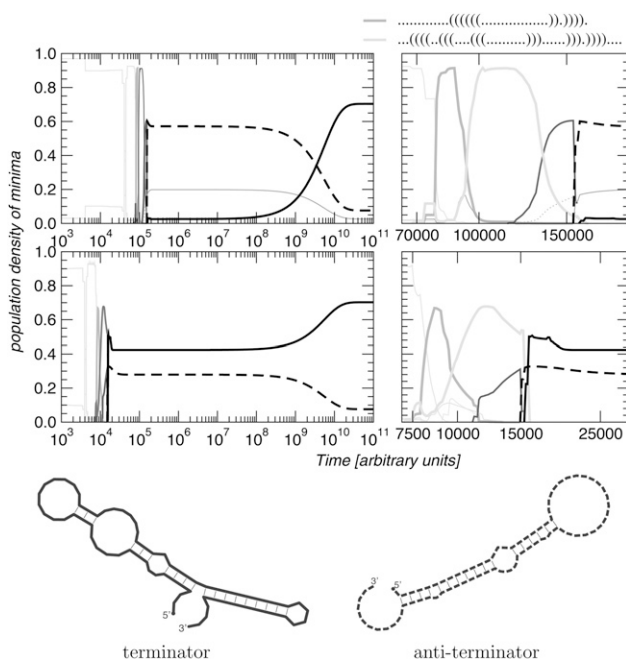 .............((((((.................)).)))).
...((((..(((....(((..........)))......))).))))....
population density of minima
1.0
0.8
0.6
0.4
0.2
0.0
10³ 10⁴ 10⁵ 10⁶ 10⁷ 10⁸ 10⁹ 10¹⁰ 10¹¹
70000 100000 150000
1.0
0.8
0.6
0.4
0.2
0.0
10³ 10⁴ 10⁵ 10⁶ 10⁷ 10⁸ 10⁹ 10¹⁰ 10¹¹
7500 10000 15000 25000
Time [arbitrary units]
5'
3'
3'
5'
terminator
anti-terminator